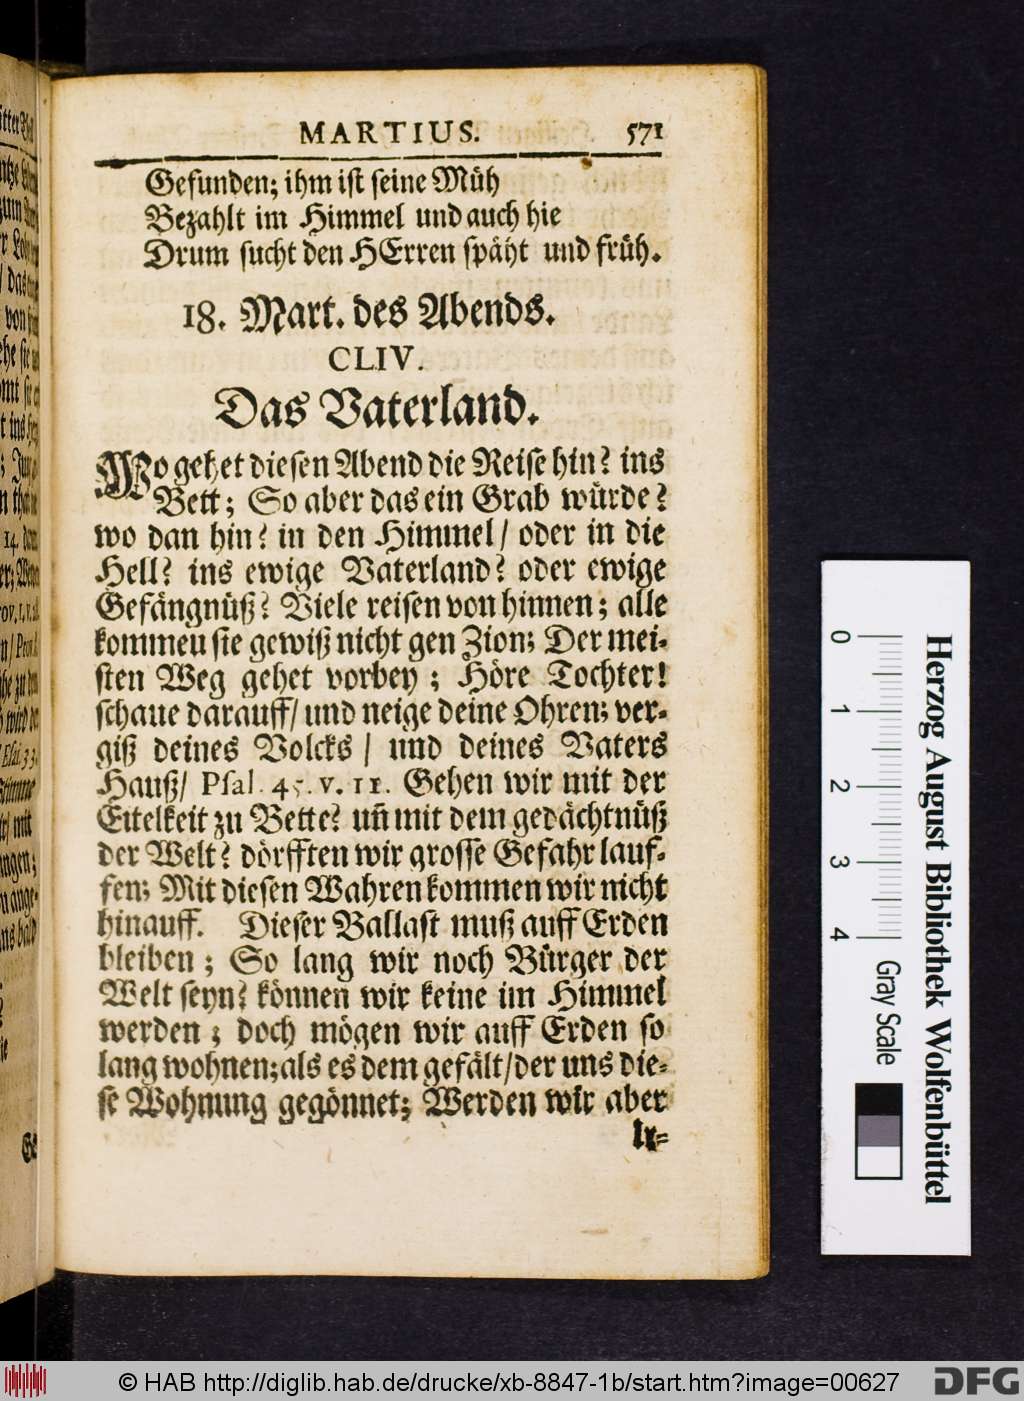 MARTIUS. 571
Gefunden; ihm ist seine Müh
Bezahlt im Himmel und auch hie
Drum sucht den HErren späht und früh.
18. Mart. des Abends.
CLIV.
Das Vaterland.
Wo gehet diesen Abend die Reise hin? ins
Bett; So aber das ein Grab würde?
wo dan hin? in den Himmel / oder in die
Hell? ins ewige Vaterland? oder ewige
Gefängnüß? Viele reisen von hinnen; alle
kommeu sie gewiß nicht gen Zion; Der mei-
sten Weg gehet vorbey; Höre Tochter!
schaue darauff / und neige deine Ohren; ver-
giß deines Volcks / und deines Vaters
Hauß / Psal. 45. v. 11. Gehen wir mit der
Eitelkeit zu Bette? uñ mit dem gedächtnüß
der Welt? dörfften wir grosse Gefahr lauf-
fen; Mit diesen Wahren kommen wir nicht
hinauff. Dieser Ballast muß auff Erden
bleiben; So lang wir noch Bürger der
Welt seyn? können wir keine im Himmel
werden; doch mögen wir auff Erden so
lang wohnen; als es dem gefält / der uns die-
se Wohnung gegönnet; Werden wir aber
ir-
Herzog August Bibliothek Wolfenbüttel
0 1 2 3 4
Gray Scale
© HAB http://diglib.hab.de/drucke/xb-8847-1b/start.htm?image=00627
DFG